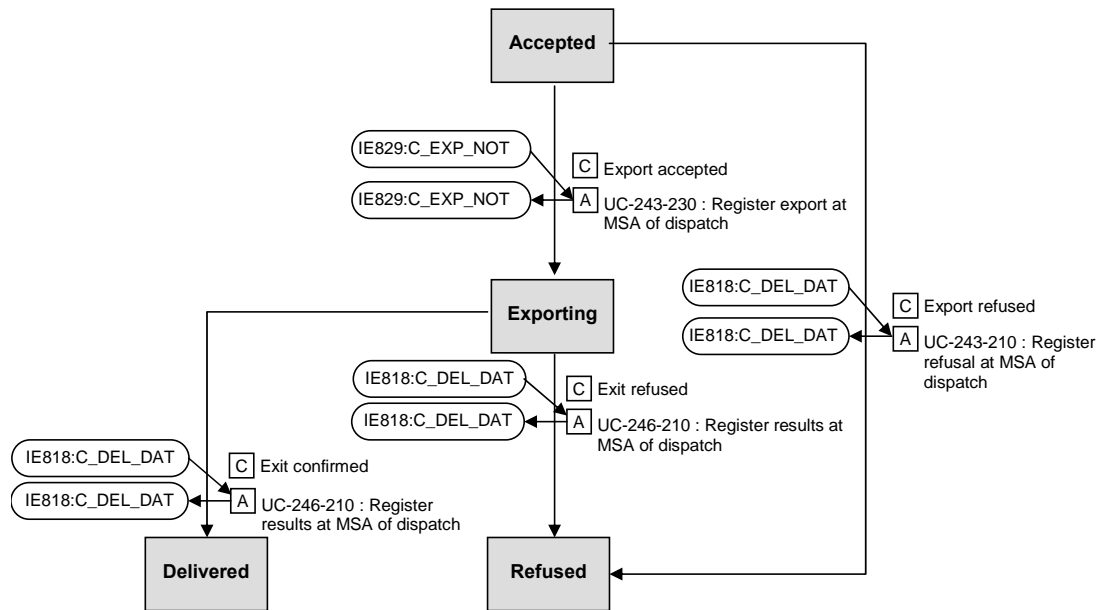 Accepted
IE829:C_EXP_NOT
C Export accepted
IE829:C_EXP_NOT
A UC-243-230 : Register export at
MSA of dispatch
Exporting
IE818:C_DEL_DAT
C Export refused
IE818:C_DEL_DAT
A UC-243-210 : Register
refusal at MSA of
dispatch
IE818:C_DEL_DAT
C Exit refused
IE818:C_DEL_DAT
A UC-246-210 : Register results at
MSA of dispatch
IE818:C_DEL_DAT
C Exit confirmed
IE818:C_DEL_DAT
A UC-246-210 : Register
results at MSA of dispatch
Delivered
Refused